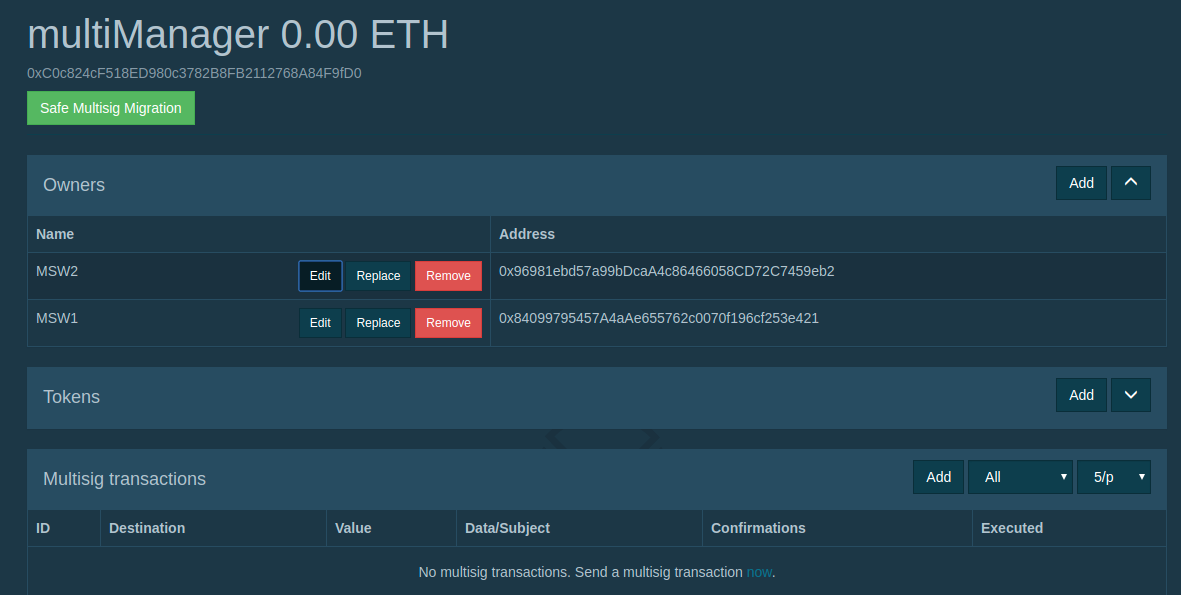 multiManager 0.00 ETH
0xC0c824cF518ED980c3782B8FB2112768A84F9fD0
Safe Multisig Migration
Owners Add
Name Address
MSW2 Edit Replace Remove 0x96981ebd57a99bDcaA4c86466058CD72C7459eb2
MSW1 Edit Replace Remove 0x84099795457A4aAe655762c0070f196cf253e421
Tokens Add
Multisig transactions Add All 5/p
ID Destination Value Data/Subject Confirmations Executed
No multisig transactions. Send a multisig transaction now.